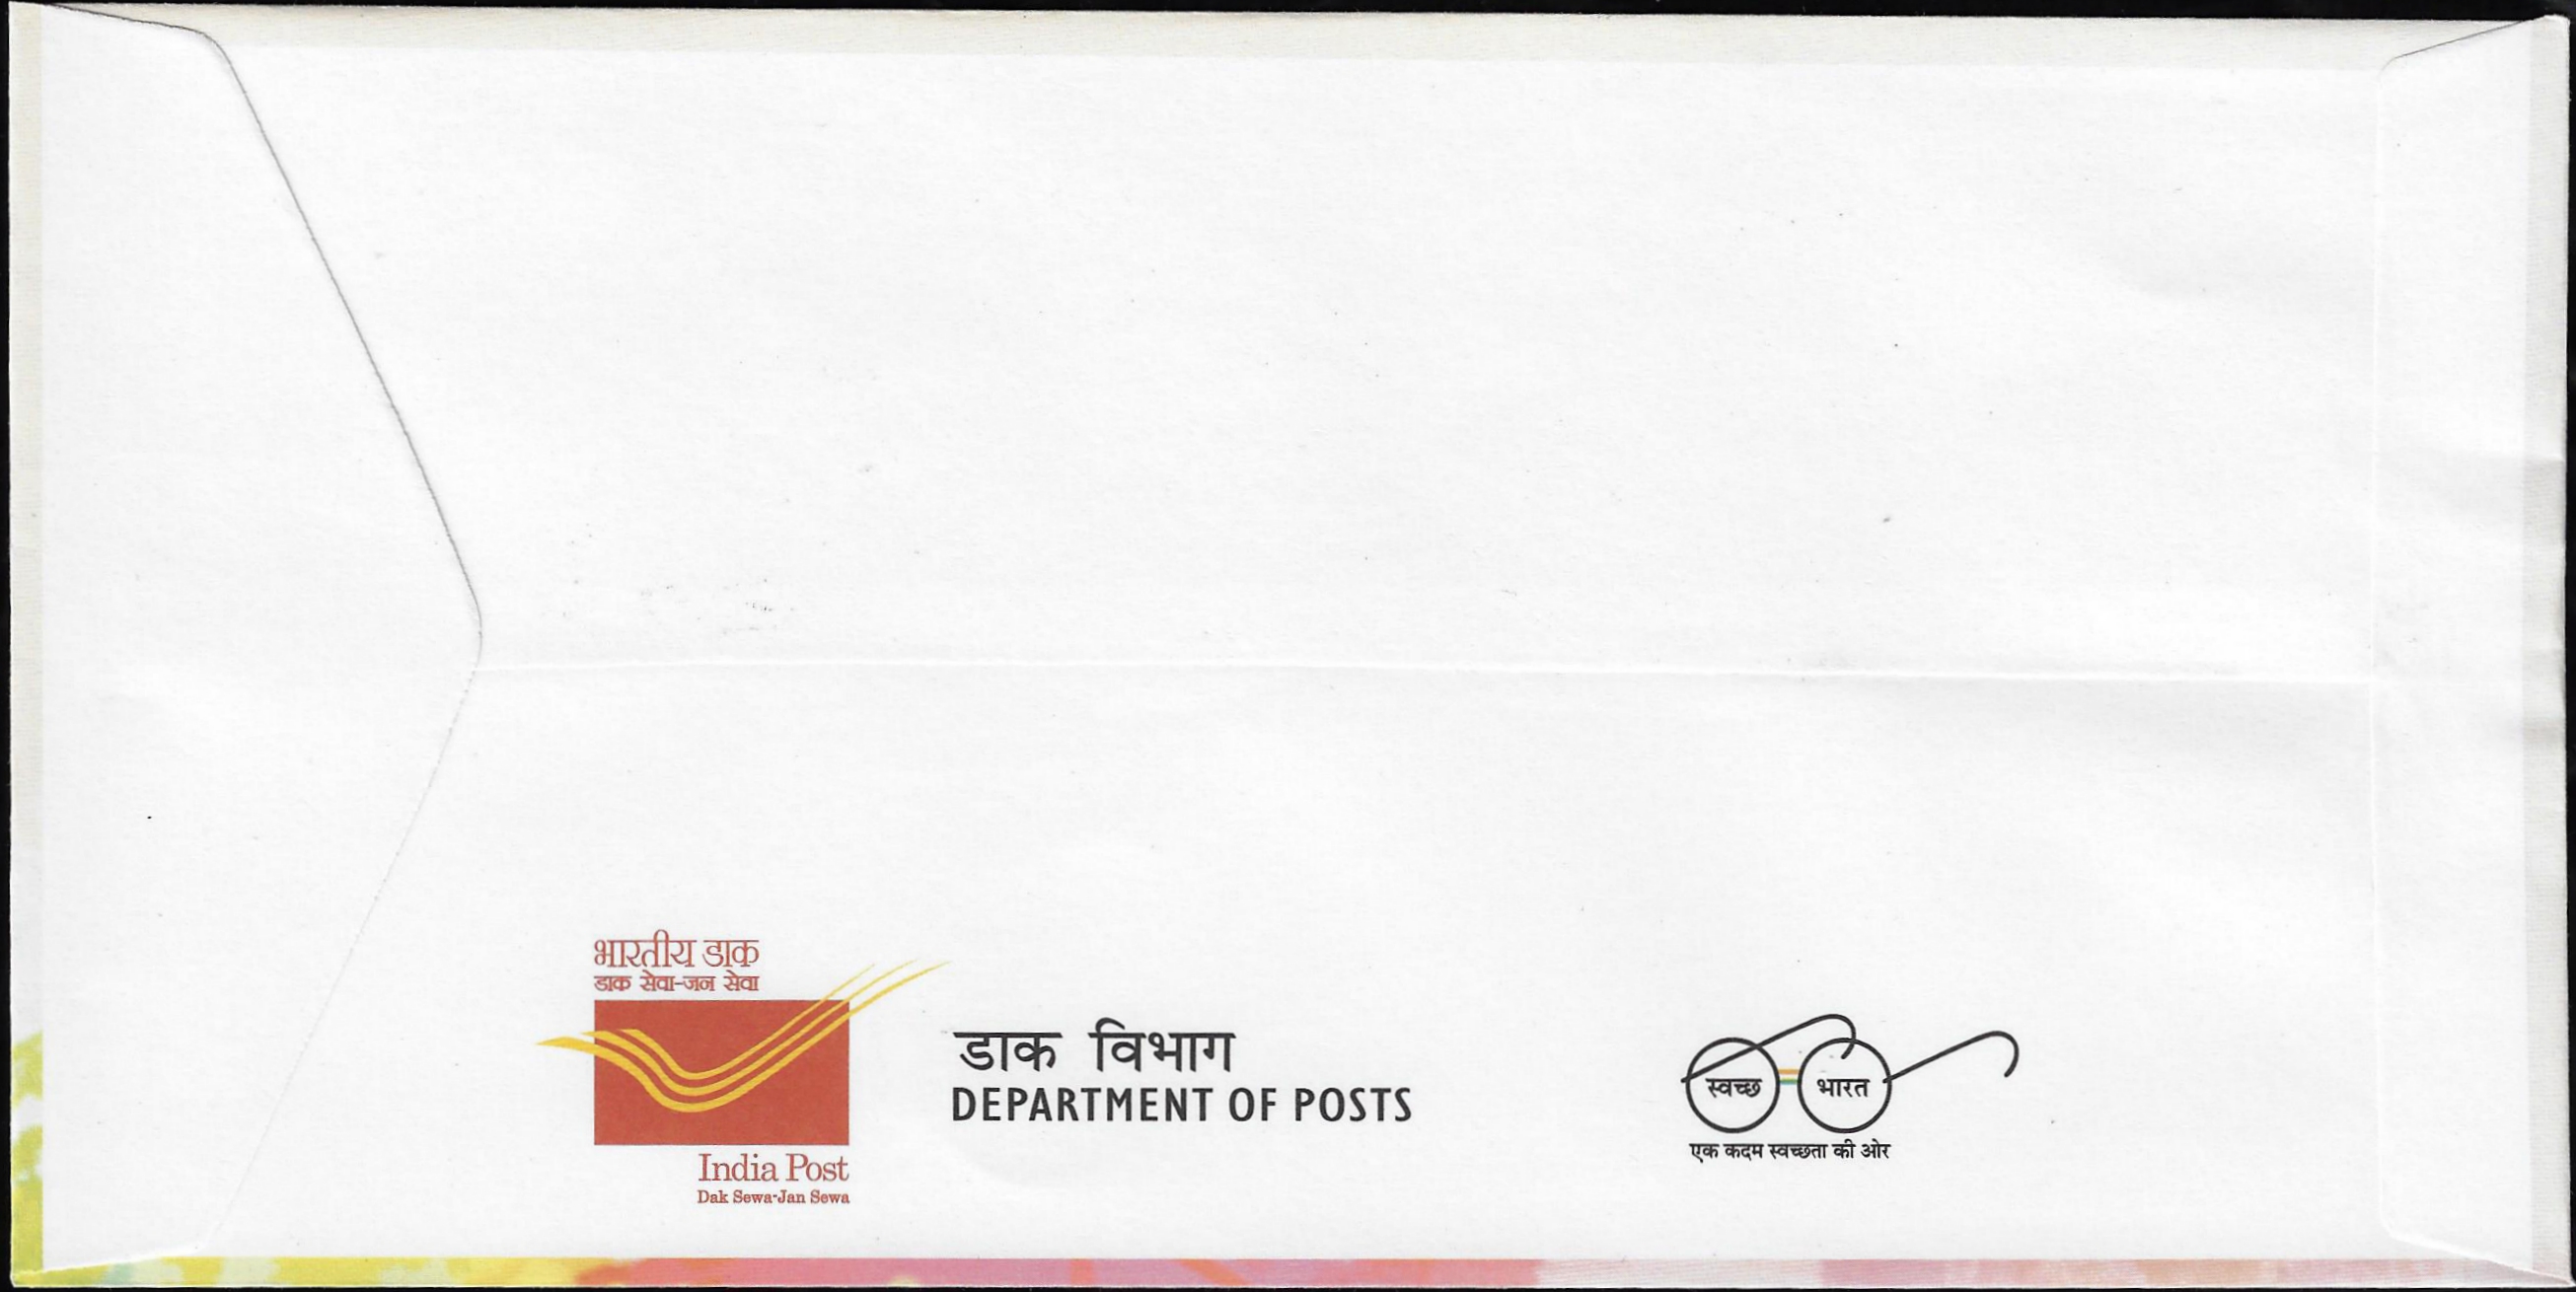 भारतीय डाक
डाक सेवा-जन सेवा
India Post
Dak Sewa-Jan Sewa
डाक विभाग
DEPARTMENT OF POSTS
स्वच्छ भारत
एक कदम स्वच्छता की ओर